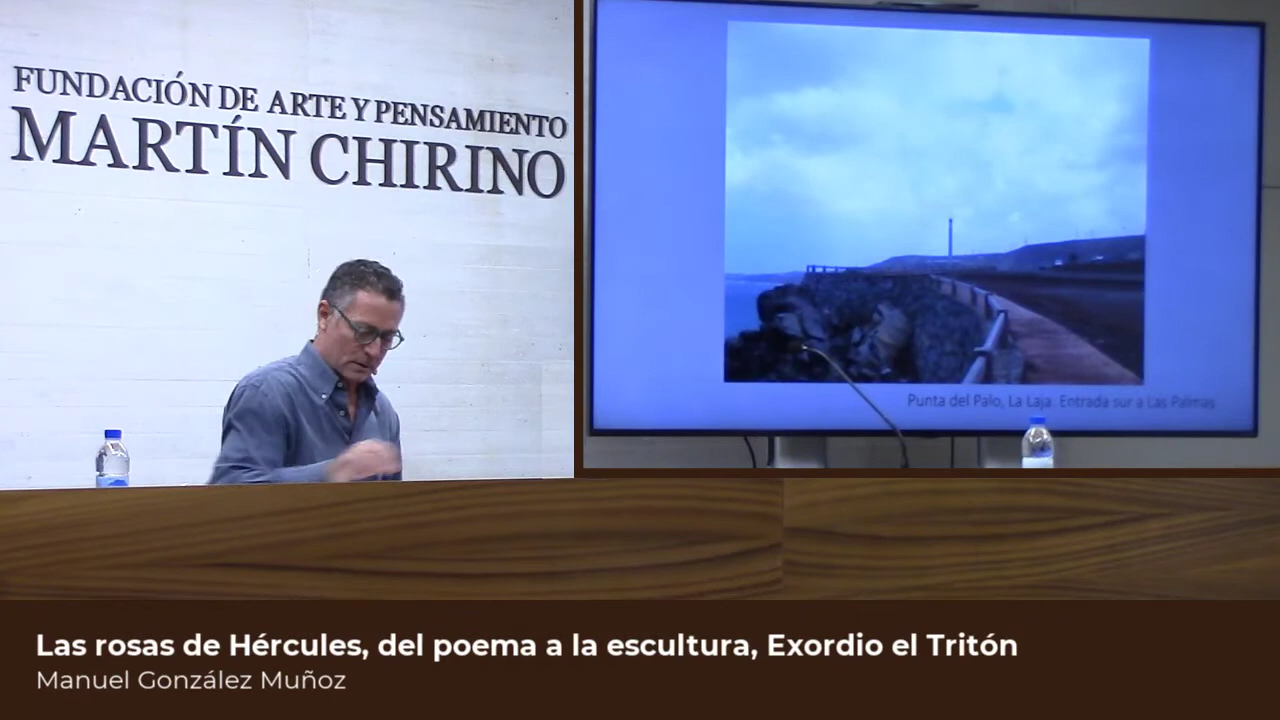 FUNDACIÓN DE ARTE Y PENSAMIENTO
MARTÍN CHIRINO
Punta del Palo, La Laja. Entrada sur a Las Palmas
Las rosas de Hércules, del poema a la escultura, Exordio el Tritón
Manuel González Muñoz